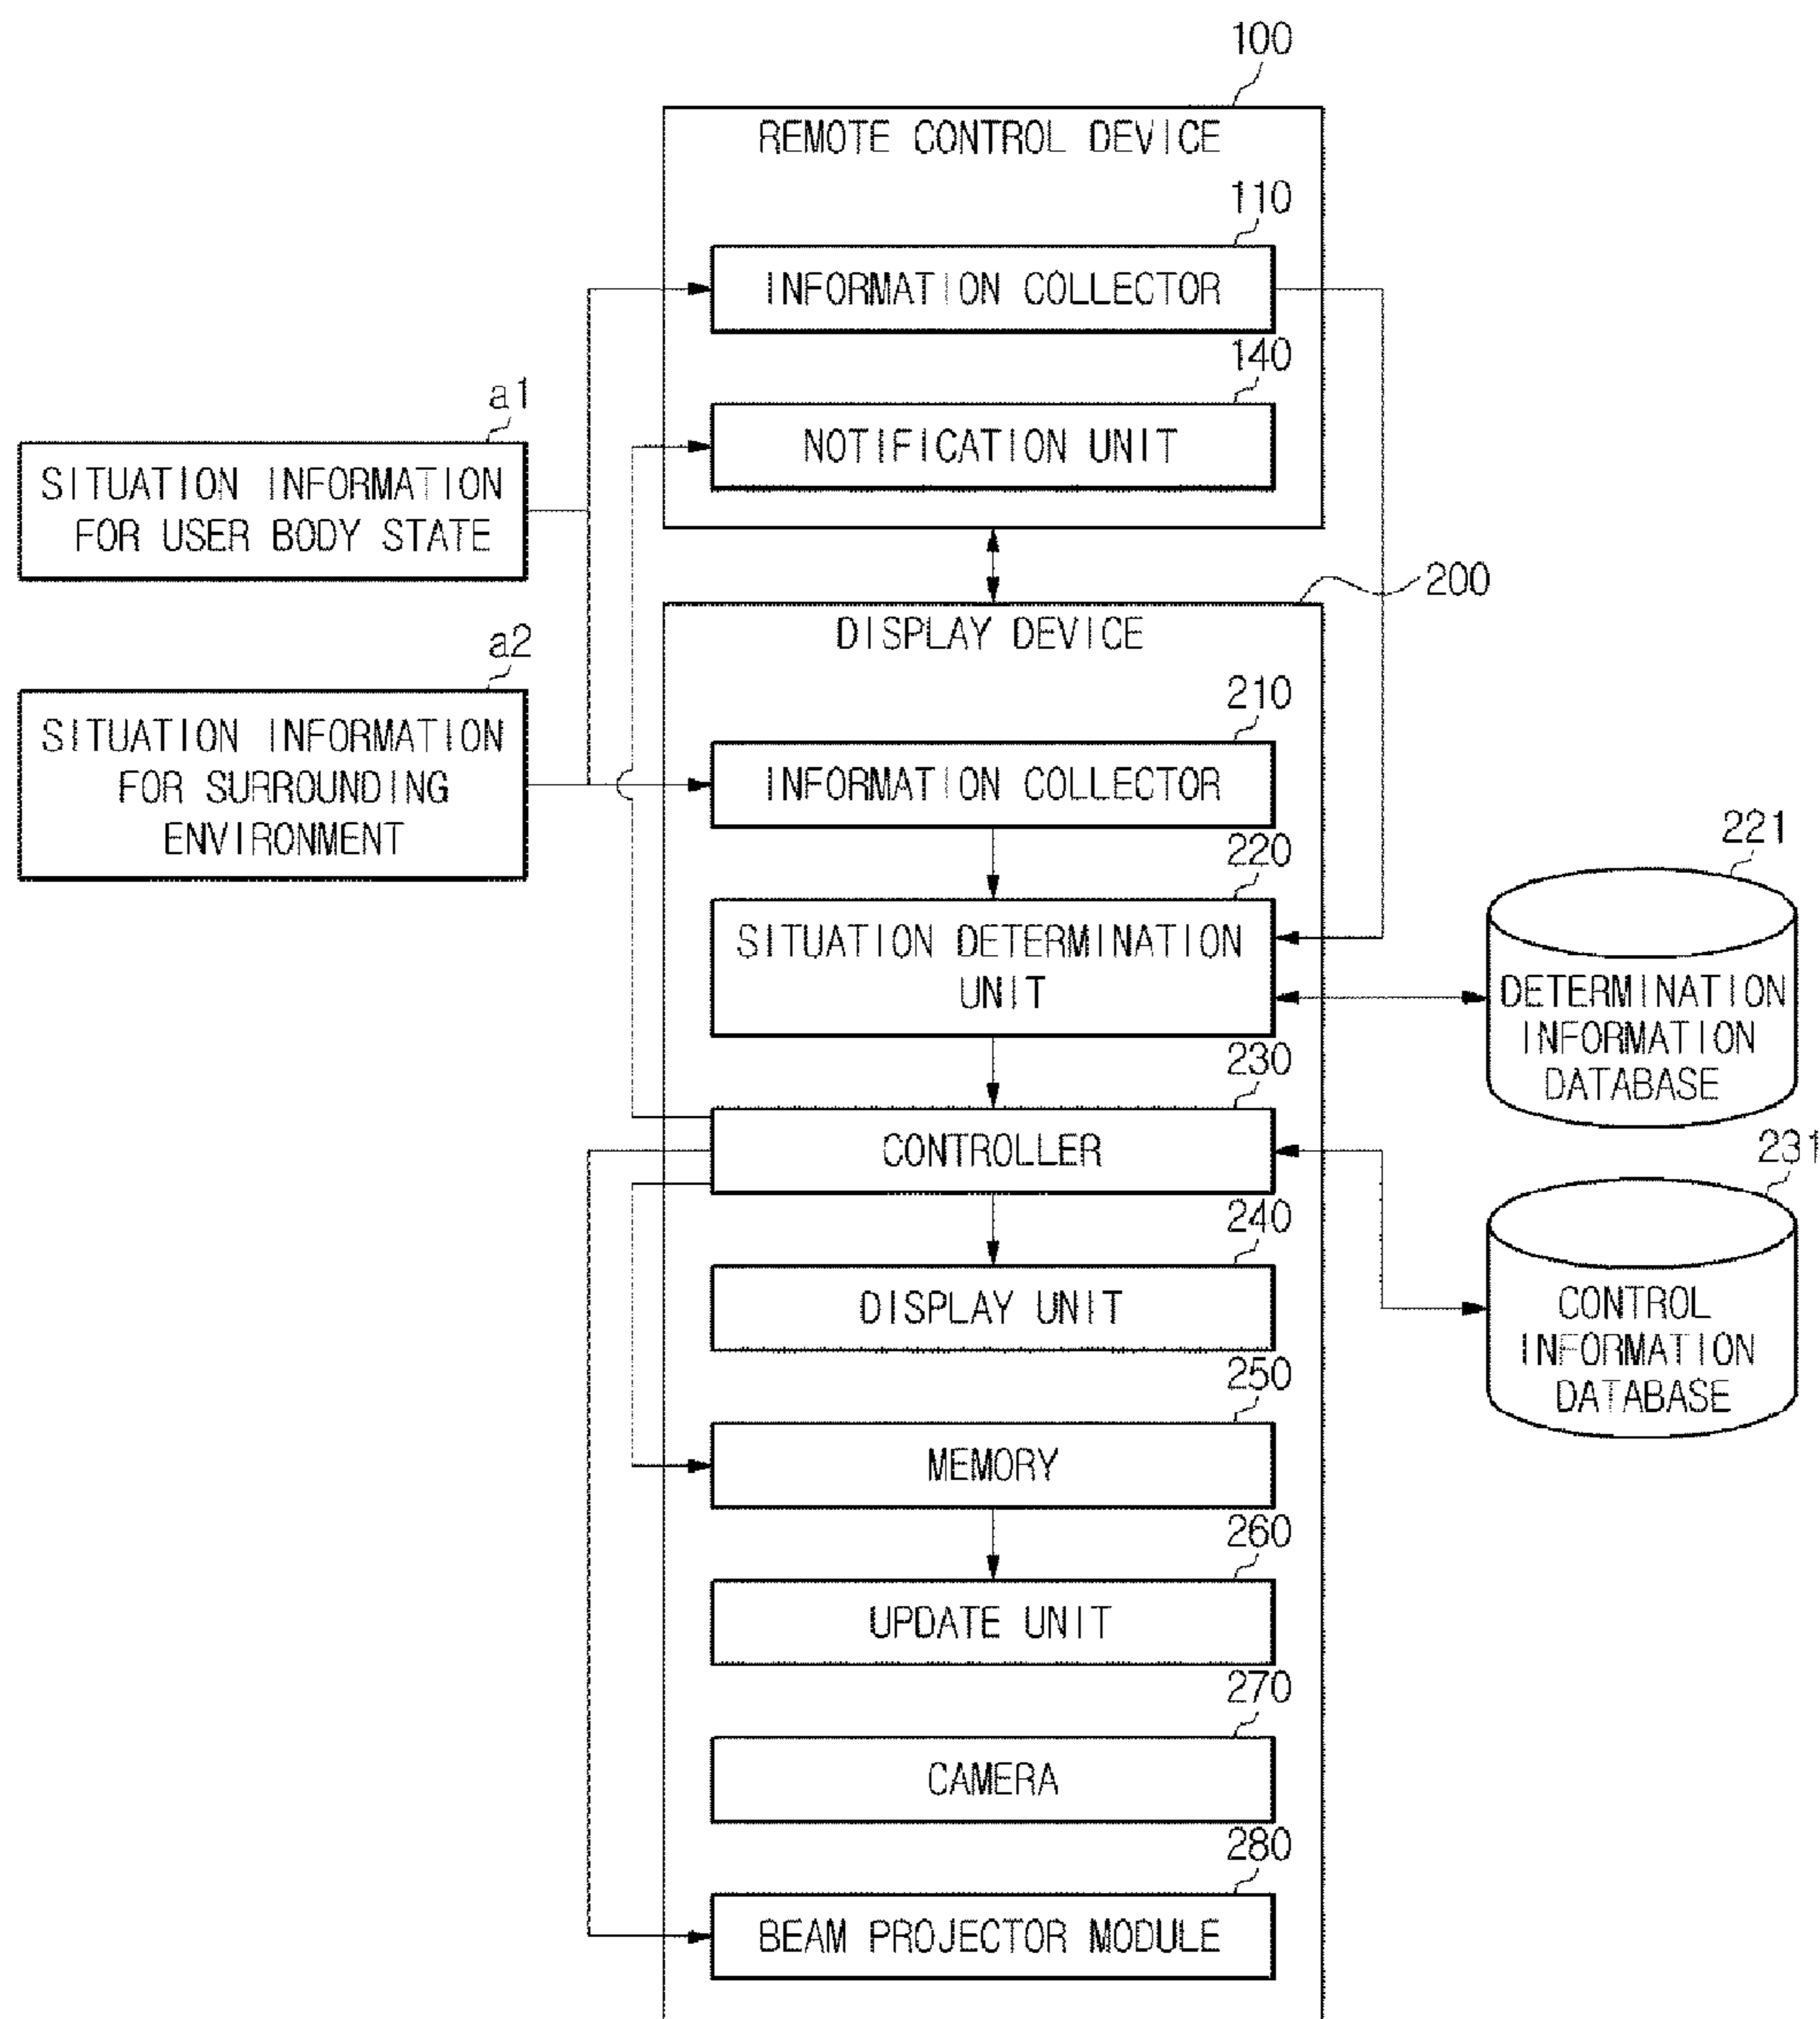 100
REMOTE CONTROL DEVICE
110
INFORMATION COLLECTOR
140
NOTIFICATION UNIT
a1
SITUATION INFORMATION
FOR USER BODY STATE
200
DISPLAY DEVICE
a2
SITUATION INFORMATION
FOR SURROUNDING
ENVIRONMENT
210
INFORMATION COLLECTOR
220
SITUATION DETERMINATION
UNIT
221
DETERMINATION
INFORMATION
DATABASE
230
CONTROLLER
231
CONTROL
INFORMATION
DATABASE
240
DISPLAY UNIT
250
MEMORY
260
UPDATE UNIT
270
CAMERA
280
BEAM PROJECTOR MODULE